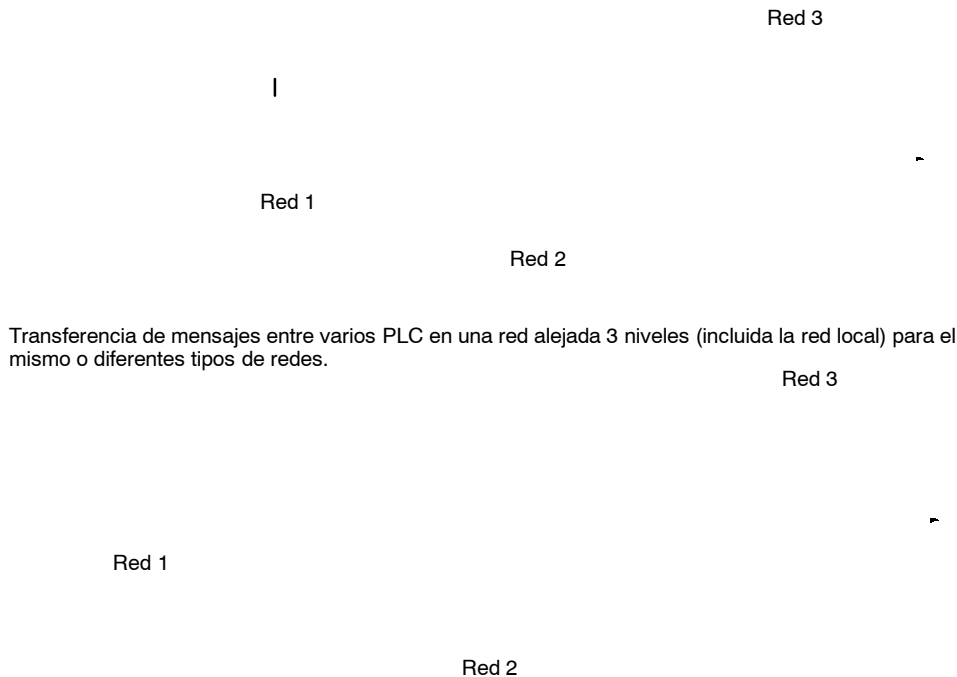 Red 3
Red 1
Red 2
Transferencia de mensajes entre varios PLC en una red alejada 3 niveles (incluida la red local) para el
mismo o diferentes tipos de redes.
Red 3
Red 1
Red 2